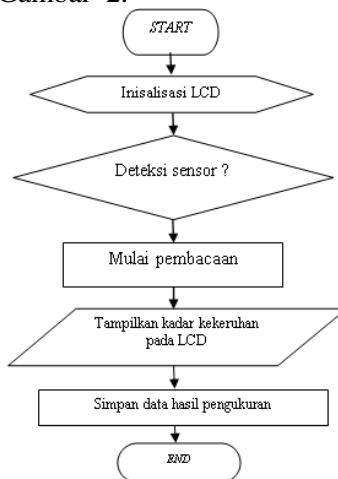 Gambar 2.
START
Inisalisasi LCD
Deteksi sensor ?
Mulai pembacaan
Tampilkan kadar kekeruhan
pada LCD
Simpan data hasil pengukuran
END